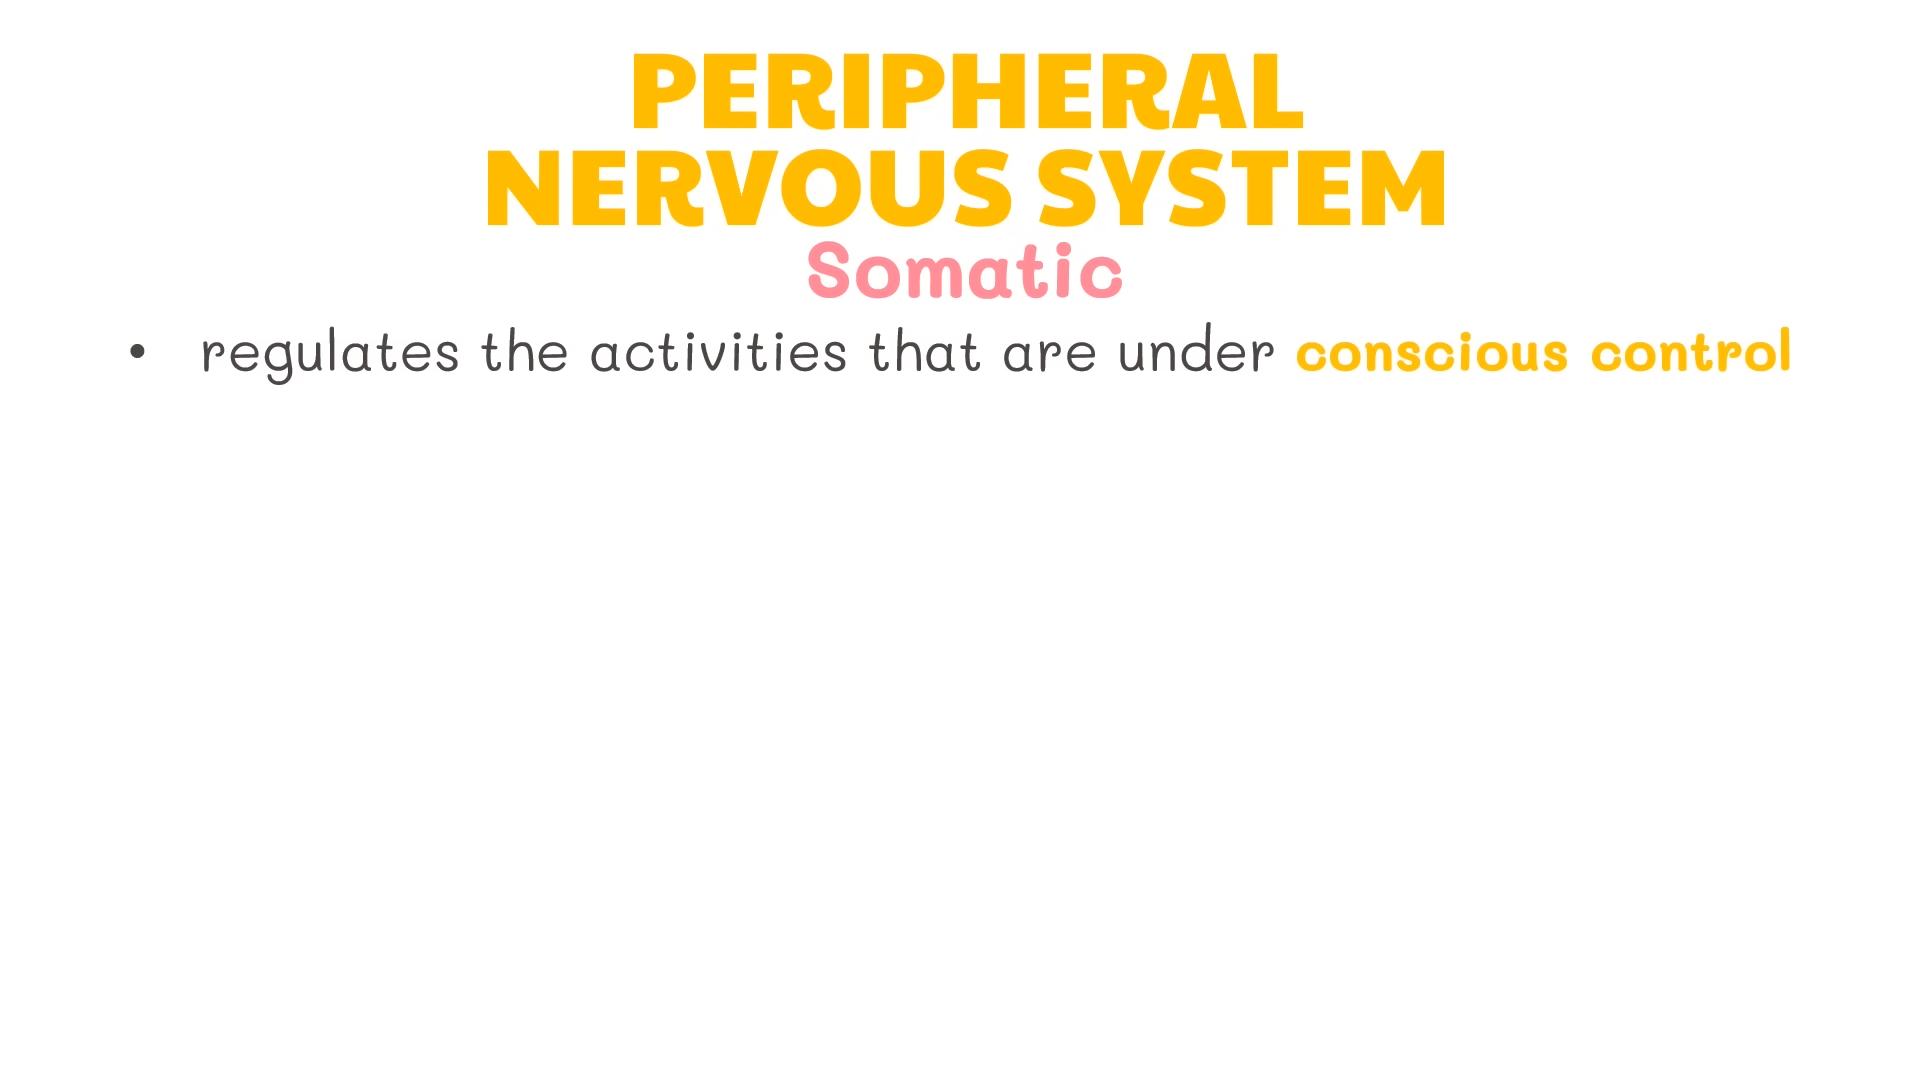 PERIPHERAL
NERVOUS SYSTEM
Somatic
• regulates the activities that are under conscious control